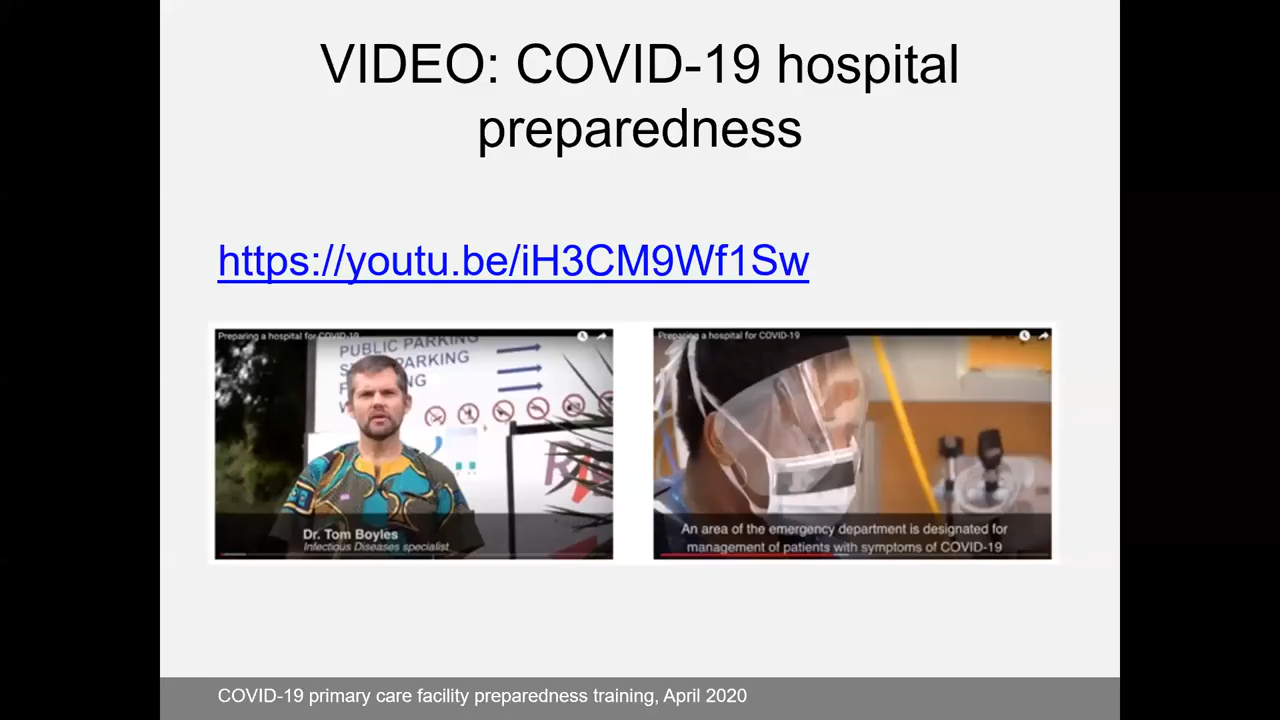 VIDEO: COVID-19 hospital
preparedness
https://youtu.be/iH3CM9Wf1Sw
Preparing a hospital for COVID-19
PUBLIC PARKING
PARKING
Dr. Tom Boyles
Infectious Diseases specialist
Preparing a hospital for COVID-19
An area of the emergency department is designated for
management of patients with symptoms of COVID-19
COVID-19 primary care facility preparedness training, April 2020